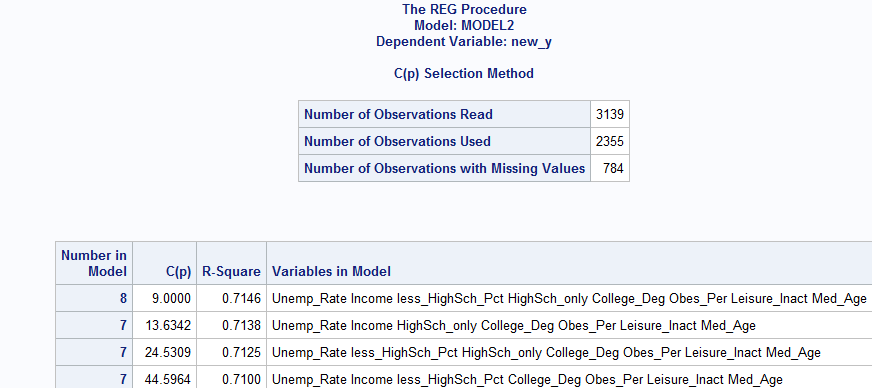 The REG Procedure
Model: MODEL2
Dependent Variable: new_y
C(p) Selection Method
Number of Observations Read 3139
Number of Observations Used 2355
Number of Observations with Missing Values 784
Number in
Model C(p) R-Square Variables in Model
8 9.0000 0.7146 Unemp_Rate Income less_HighSch_Pct HighSch_only College_Deg Obes_Per Leisure_Inact Med_Age
7 13.6342 0.7138 Unemp_Rate Income HighSch_only College_Deg Obes_Per Leisure_Inact Med_Age
7 24.5309 0.7125 Unemp_Rate less_HighSch_Pct HighSch_only College_Deg Obes_Per Leisure_Inact Med_Age
7 44.5964 0.7100 Unemp_Rate Income less_HighSch_Pct College_Deg Obes_Per Leisure_Inact Med_Age